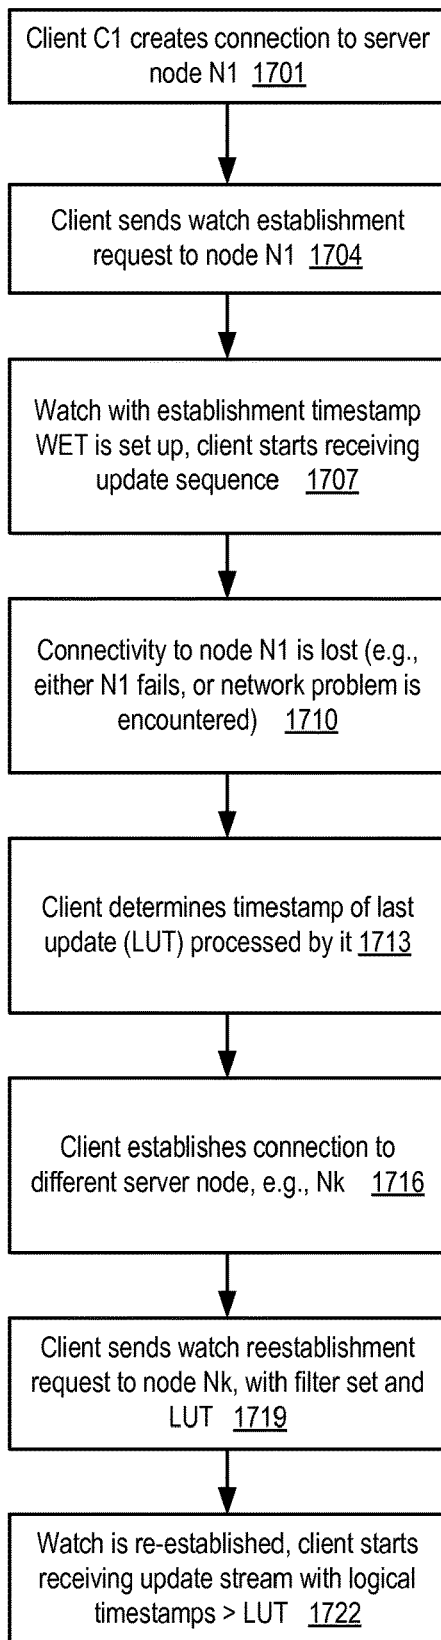 Client C1 creates connection to server
node N1 1701
Client sends watch establishment
request to node N1 1704
Watch with establishment timestamp
WET is set up, client starts receiving
update sequence 1707
Connectivity to node N1 is lost (e.g.,
either N1 fails, or network problem is
encountered) 1710
Client determines timestamp of last
update (LUT) processed by it 1713
Client establishes connection to
different server node, e.g., Nk 1716
Client sends watch reestablishment
request to node Nk, with filter set and
LUT 1719
Watch is re-established, client starts
receiving update stream with logical
timestamps > LUT 1722